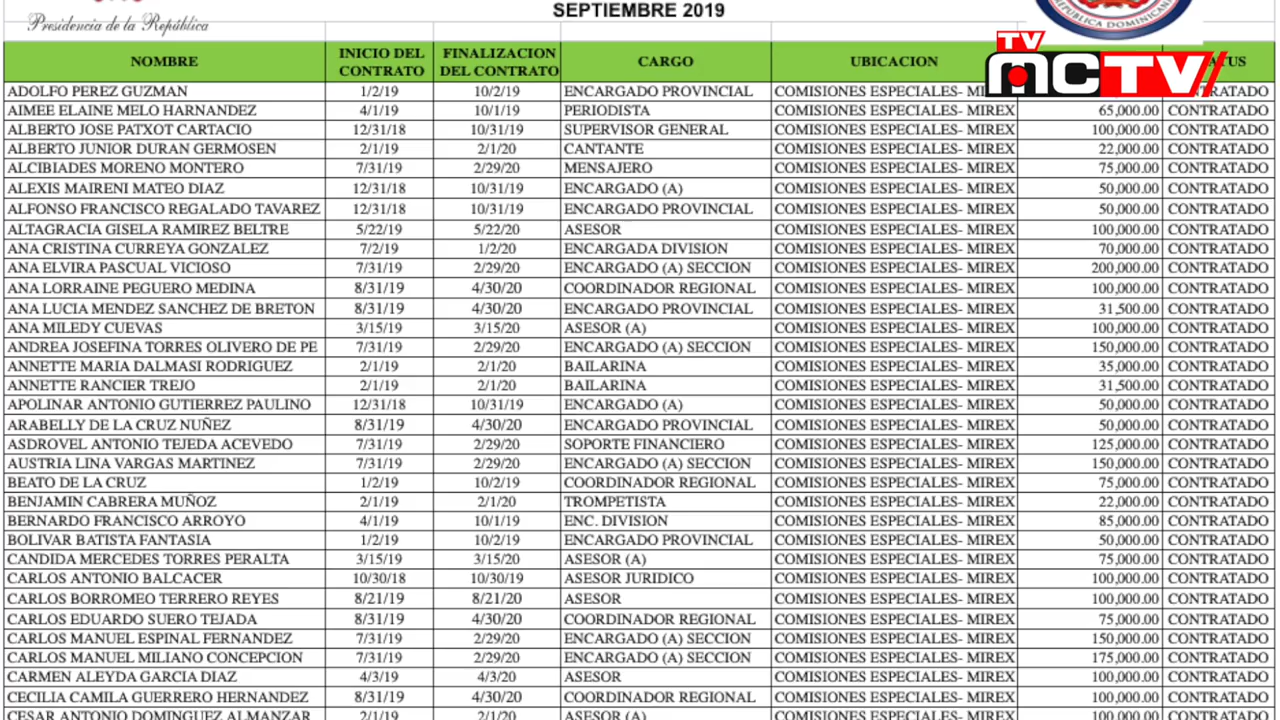 SEPTIEMBRE 2019
Presidencia de la República
REPUBLICA DOMINICANA
TV
MCTV
NOMBRE INICIO DEL CONTRATO FINALIZACION DEL CONTRATO CARGO UBICACION
ADOLFO PEREZ GUZMAN 1/2/19 10/2/19 ENCARGADO PROVINCIAL COMISIONES ESPECIALES- CONTRATADO
AIMEE ELAINE MELO HARNANDEZ 4/1/19 10/1/19 PERIODISTA COMISIONES ESPECIALES- MIREX 65,000.00 CONTRATADO
ALBERTO JOSE PATXOT CARTACIO 12/31/18 10/31/19 SUPERVISOR GENERAL COMISIONES ESPECIALES- MIREX 100,000.00 CONTRATADO
ALBERTO JUNIOR DURAN GERMOSEN 2/1/19 2/1/20 CANTANTE COMISIONES ESPECIALES- MIREX 22,000.00 CONTRATADO
ALCIBIADES MORENO MONTERO 7/31/19 2/29/20 MENSAJERO COMISIONES ESPECIALES- MIREX 75,000.00 CONTRATADO
ALEXIS MAIRENI MATEO DIAZ 12/31/18 10/31/19 ENCARGADO (A) COMISIONES ESPECIALES- MIREX 50,000.00 CONTRATADO
ALFONSO FRANCISCO REGALADO TAVAREZ 12/31/18 10/31/19 ENCARGADO PROVINCIAL COMISIONES ESPECIALES- MIREX 50,000.00 CONTRATADO
ALTAGRACIA GISELA RAMIREZ BELTRE 5/22/19 5/22/20 ASESOR COMISIONES ESPECIALES- MIREX 100,000.00 CONTRATADO
ANA CRISTINA CURREYA GONZALEZ 7/2/19 1/2/20 ENCARGADA DIVISION COMISIONES ESPECIALES- MIREX 70,000.00 CONTRATADO
ANA ELVIRA PASCUAL VICIOSO 7/31/19 2/29/20 ENCARGADO (A) SECCION COMISIONES ESPECIALES- MIREX 200,000.00 CONTRATADO
ANA LORRAINE PEGUERO MEDINA 8/31/19 4/30/20 COORDINADOR REGIONAL COMISIONES ESPECIALES- MIREX 100,000.00 CONTRATADO
ANA LUCIA MENDEZ SANCHEZ DE BRETON 8/31/19 4/30/20 ENCARGADO PROVINCIAL COMISIONES ESPECIALES- MIREX 31,500.00 CONTRATADO
ANA MILEDY CUEVAS 3/15/19 3/15/20 ASESOR (A) COMISIONES ESPECIALES- MIREX 100,000.00 CONTRATADO
ANDREA JOSEFINA TORRES OLIVERO DE PE 7/31/19 2/29/20 ENCARGADO (A) SECCION COMISIONES ESPECIALES- MIREX 150,000.00 CONTRATADO
ANNETTE MARIA DALMASI RODRIGUEZ 2/1/19 2/1/20 BAILARINA COMISIONES ESPECIALES- MIREX 35,000.00 CONTRATADO
ANNETTE RANCIER TREJO 2/1/19 2/1/20 BAILARINA COMISIONES ESPECIALES- MIREX 31,500.00 CONTRATADO
APOLINAR ANTONIO GUTIERREZ PAULINO 12/31/18 10/31/19 ENCARGADO (A) COMISIONES ESPECIALES- MIREX 50,000.00 CONTRATADO
ARABELLY DE LA CRUZ NUÑEZ 8/31/19 4/30/20 ENCARGADO PROVINCIAL COMISIONES ESPECIALES- MIREX 50,000.00 CONTRATADO
ASDROVEL ANTONIO TEJEDA ACEVEDO 7/31/19 2/29/20 SOPORTE FINANCIERO COMISIONES ESPECIALES- MIREX 125,000.00 CONTRATADO
AUSTRIA LINA VARGAS MARTINEZ 7/31/19 2/29/20 ENCARGADO (A) SECCION COMISIONES ESPECIALES- MIREX 150,000.00 CONTRATADO
BEATO DE LA CRUZ 1/2/19 10/2/19 COORDINADOR REGIONAL COMISIONES ESPECIALES- MIREX 75,000.00 CONTRATADO
BENJAMIN CABRERA MUÑOZ 2/1/19 2/1/20 TROMPETISTA COMISIONES ESPECIALES- MIREX 22,000.00 CONTRATADO
BERNARDO FRANCISCO ARROYO 4/1/19 10/1/19 ENC. DIVISION COMISIONES ESPECIALES- MIREX 85,000.00 CONTRATADO
BOLIVAR BATISTA FANTASIA 1/2/19 10/2/19 ENCARGADO PROVINCIAL COMISIONES ESPECIALES- MIREX 50,000.00 CONTRATADO
CANDIDA MERCEDES TORRES PERALTA 3/15/19 3/15/20 ASESOR (A) COMISIONES ESPECIALES- MIREX 75,000.00 CONTRATADO
CARLOS ANTONIO BALCACER 10/30/18 10/30/19 ASESOR JURIDICO COMISIONES ESPECIALES- MIREX 100,000.00 CONTRATADO
CARLOS BORROMEO TERRERO REYES 8/21/19 8/21/20 ASESOR COMISIONES ESPECIALES- MIREX 100,000.00 CONTRATADO
CARLOS EDUARDO SUERO TEJADA 8/31/19 4/30/20 COORDINADOR REGIONAL COMISIONES ESPECIALES- MIREX 75,000.00 CONTRATADO
CARLOS MANUEL ESPINAL FERNANDEZ 7/31/19 2/29/20 ENCARGADO (A) SECCION COMISIONES ESPECIALES- MIREX 150,000.00 CONTRATADO
CARLOS MANUEL MILIANO CONCEPCION 7/31/19 2/29/20 ENCARGADO (A) SECCION COMISIONES ESPECIALES- MIREX 175,000.00 CONTRATADO
CARMEN ALEYDA GARCIA DIAZ 4/3/19 4/3/20 ASESOR COMISIONES ESPECIALES- MIREX 100,000.00 CONTRATADO
CECILIA CAMILA GUERRERO HERNANDEZ 8/31/19 4/30/20 COORDINADOR REGIONAL COMISIONES ESPECIALES- MIREX 100,000.00 CONTRATADO
CESAR ANTONIO DOMINGUEZ ALMANZAR 2/1/19 2/1/20 ASESOR (A) COMISIONES ESPECIALES- MIREX 100,000.00 CONTRATADO